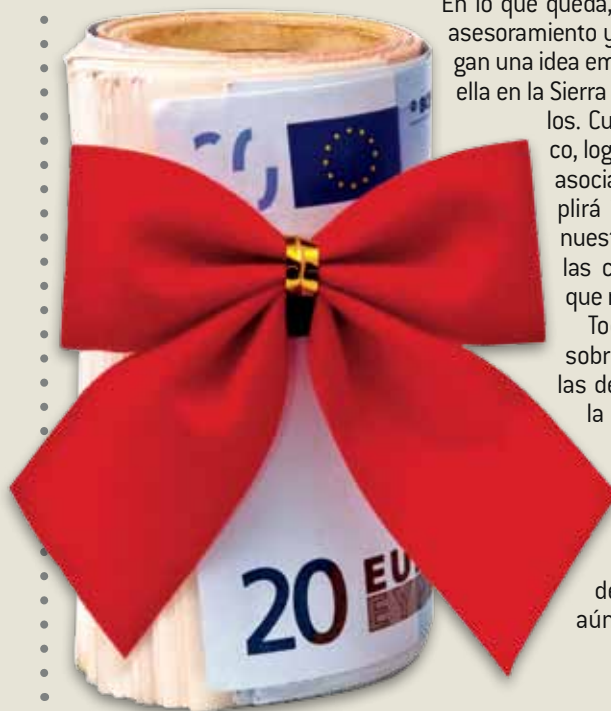 En lo que queda,
asesoramiento y
gan una idea em
ella en la Sierra
los. Cu
co, log
asocia
plirá
nuest
las
que
To
sobr
las de
la
de
aún
20 EU